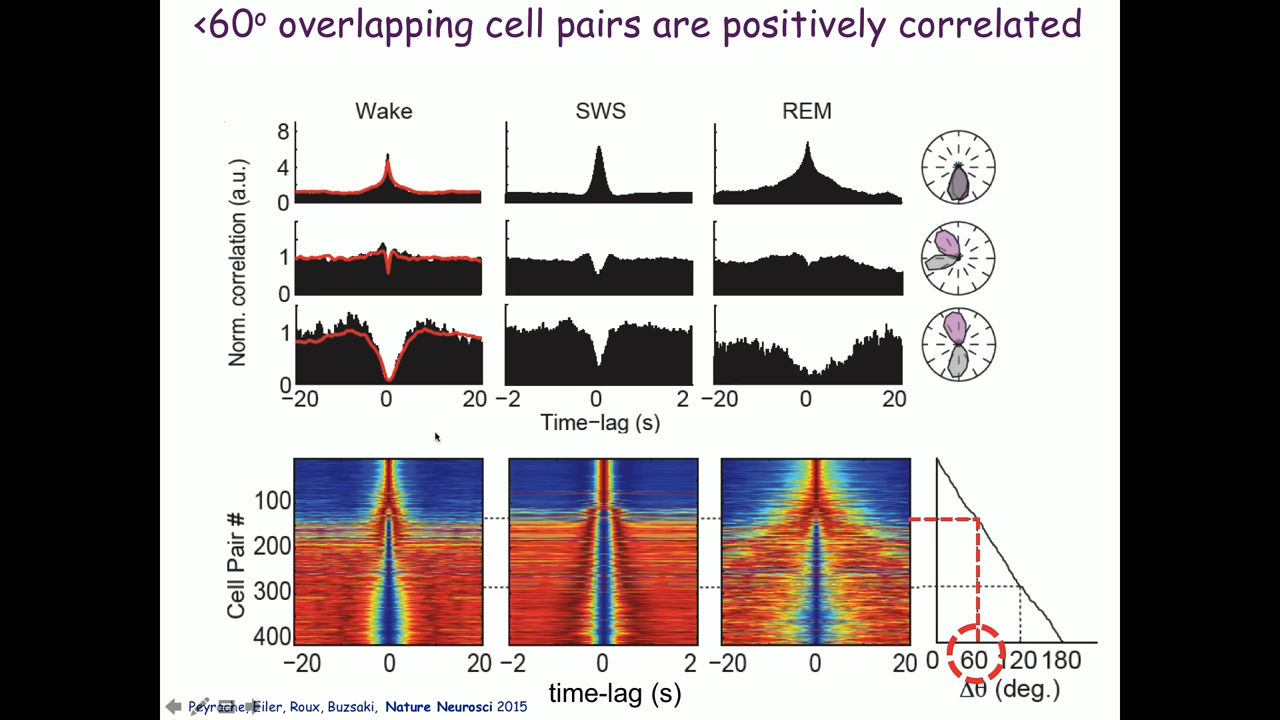 <60° overlapping cell pairs are positively correlated
Wake SWS REM
Norm. correlation (a.u.)
8
4
0
1
0
1
0
−20 0 20 −2 0 2 −20 0 20
Time−lag (s)
Cell Pair #
100
200
300
400
−20 0 20 −2 0 2 −20 0 20 0 60 120 180
time-lag (s)
Δθ (deg.)
Peyrache, Eiler, Roux, Buzsaki, Nature Neurosci 2015